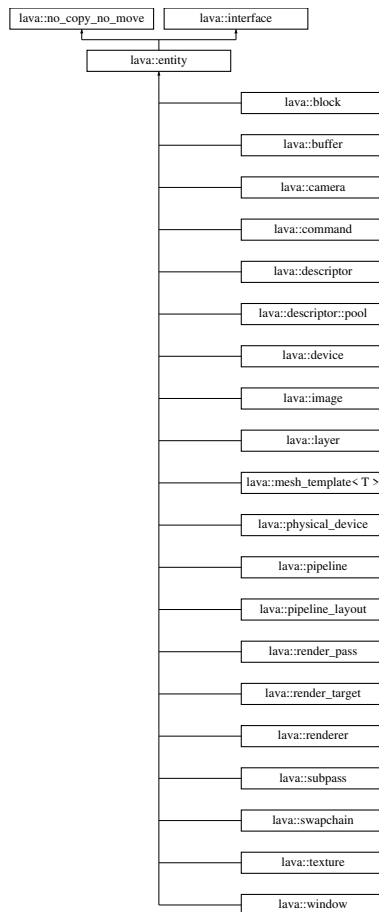 lava::no_copy_no_move
lava::interface
lava::entity
lava::block
lava::buffer
lava::camera
lava::command
lava::descriptor
lava::descriptor::pool
lava::device
lava::image
lava::layer
lava::mesh_template< T >
lava::physical_device
lava::pipeline
lava::pipeline_layout
lava::render_pass
lava::render_target
lava::renderer
lava::subpass
lava::swapchain
lava::texture
lava::window